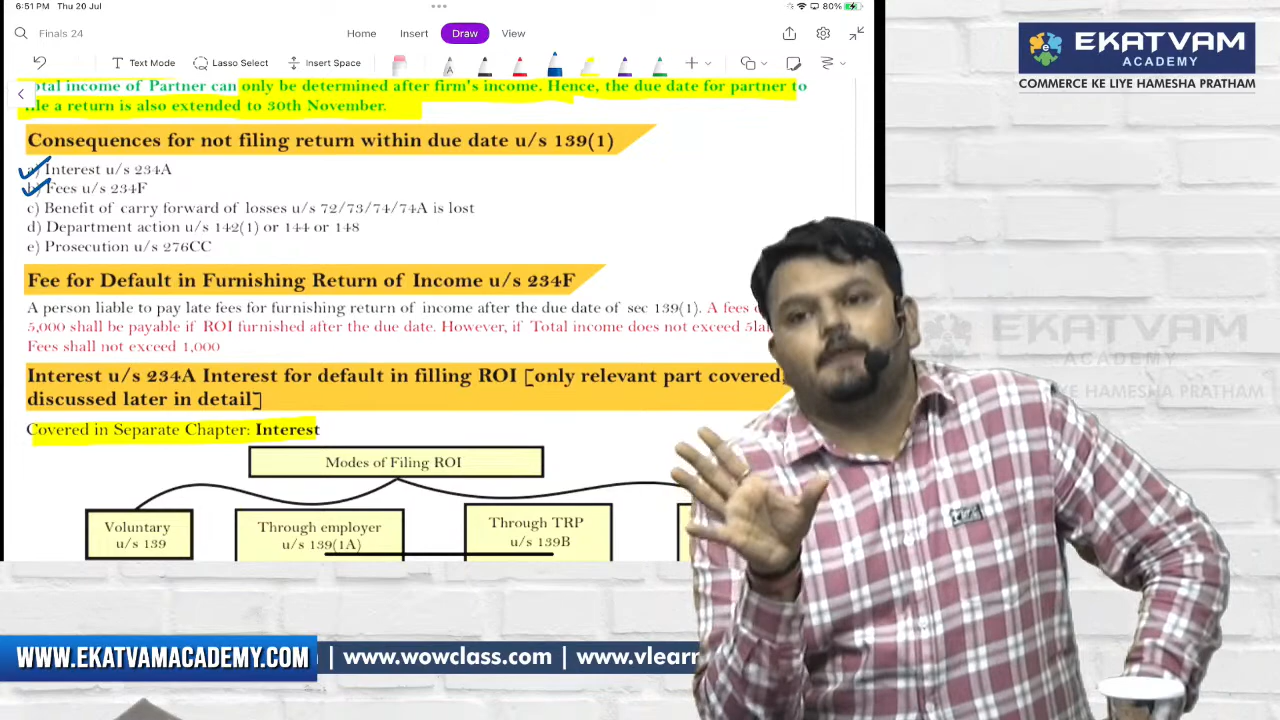 6:51 PM Thu 20 Jul
80%
Finals 24
Home Insert Draw View
Text Mode Lasso Select Insert Space
otal income of Partner can only be determined after firm's income. Hence, the due date for partner to
file a return is also extended to 30th November.
Consequences for not filing return within due date u/s 139(1)
a) Interest u/s 234A
b) Fees u/s 234F
c) Benefit of carry forward of losses u/s 72/73/74/74A is lost
d) Department action u/s 142(1) or 144 or 148
e) Prosecution u/s 276CC
Fee for Default in Furnishing Return of Income u/s 234F
A person liable to pay late fees for furnishing return of income after the due date of sec 139(1). A fees
5,000 shall be payable if ROI furnished after the due date. However, if Total income does not exceed 5la
Fees shall not exceed 1,000
Interest u/s 234A Interest for default in filling ROI [only relevant part covered,
discussed later in detail]
Covered in Separate Chapter: Interest
Modes of Filing ROI
Voluntary
u/s 139
Through employer
u/s 139(1A)
Through TRP
u/s 139B
EKATVAM
ACADEMY
COMMERCE KE LIYE HAMESHA PRATHAM
EKATVAM
ACADEMY
KE HAMESHA PRATHAM
WWW.EKATVAMACADEMY.COM | www.wowclass.com | www.vlearn